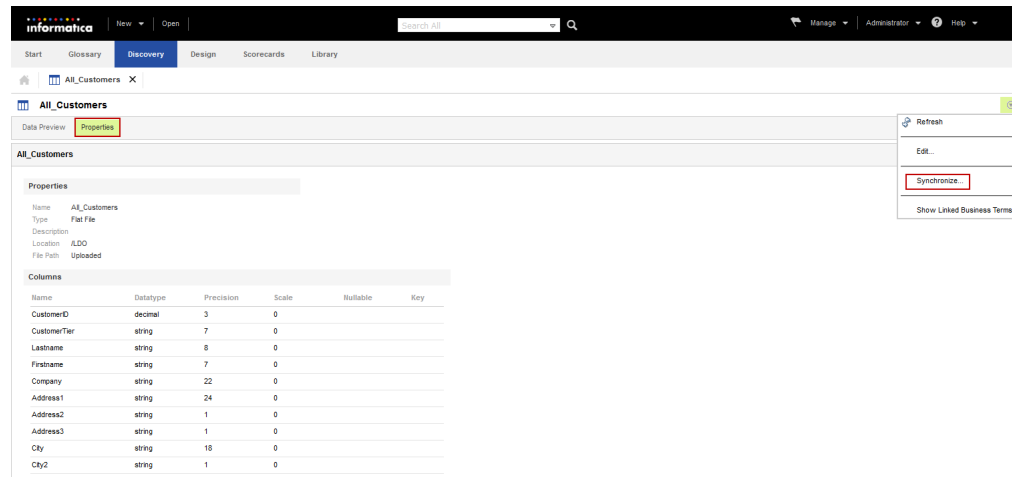 informatica New Open Search All Manage Administrator ? Help
Start Glossary Discovery Design Scorecards Library
All_Customers X
All_Customers
Data Preview Properties
Refresh
Edit...
Synchronize...
Show Linked Business Terms
All_Customers
Properties
Name All_Customers
Type Flat File
Description
Location /LDO
File Path Uploaded
Columns
Name Datatype Precision Scale Nullable Key
CustomerID decimal 3 0
CustomerTier string 7 0
Lastname string 8 0
Firstname string 7 0
Company string 22 0
Address1 string 24 0
Address2 string 1 0
Address3 string 1 0
City string 18 0
City2 string 1 0